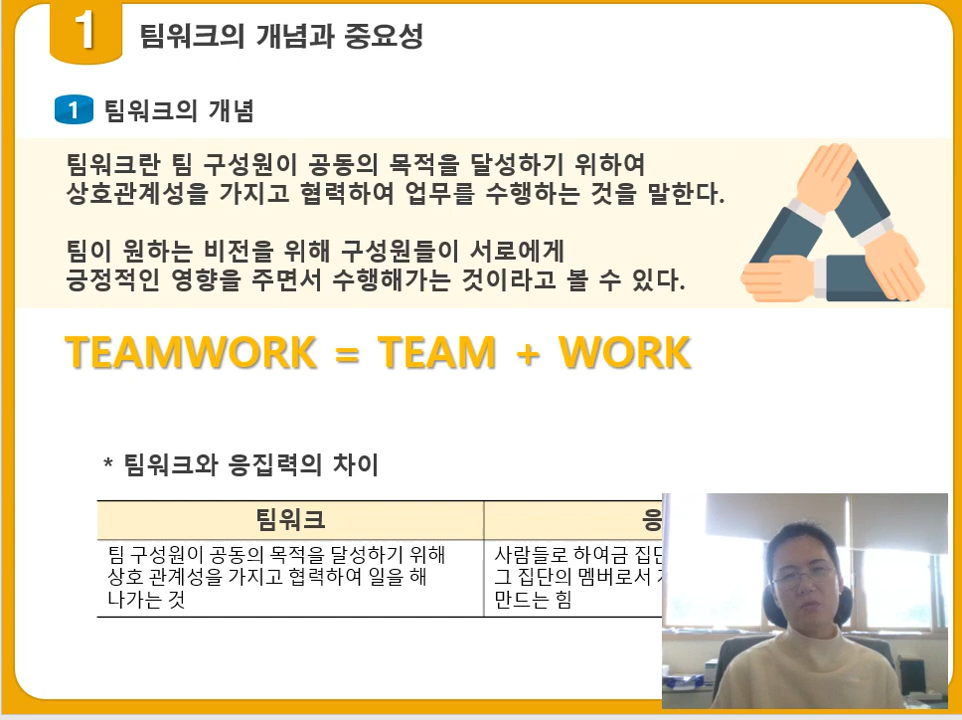 1 팀워크의 개념과 중요성
1 팀워크의 개념
팀워크란 팀 구성원이 공동의 목적을 달성하기 위하여
상호관계성을 가지고 협력하여 업무를 수행하는 것을 말한다.
팀이 원하는 비전을 위해 구성원들이 서로에게
긍정적인 영향을 주면서 수행해가는 것이라고 볼 수 있다.
TEAMWORK = TEAM + WORK
* 팀워크와 응집력의 차이
팀워크
응
팀 구성원이 공동의 목적을 달성하기 위해
상호 관계성을 가지고 협력하여 일을 해
나가는 것
사람들로 하여금
그 집단의 멤버로서
만드는 힘